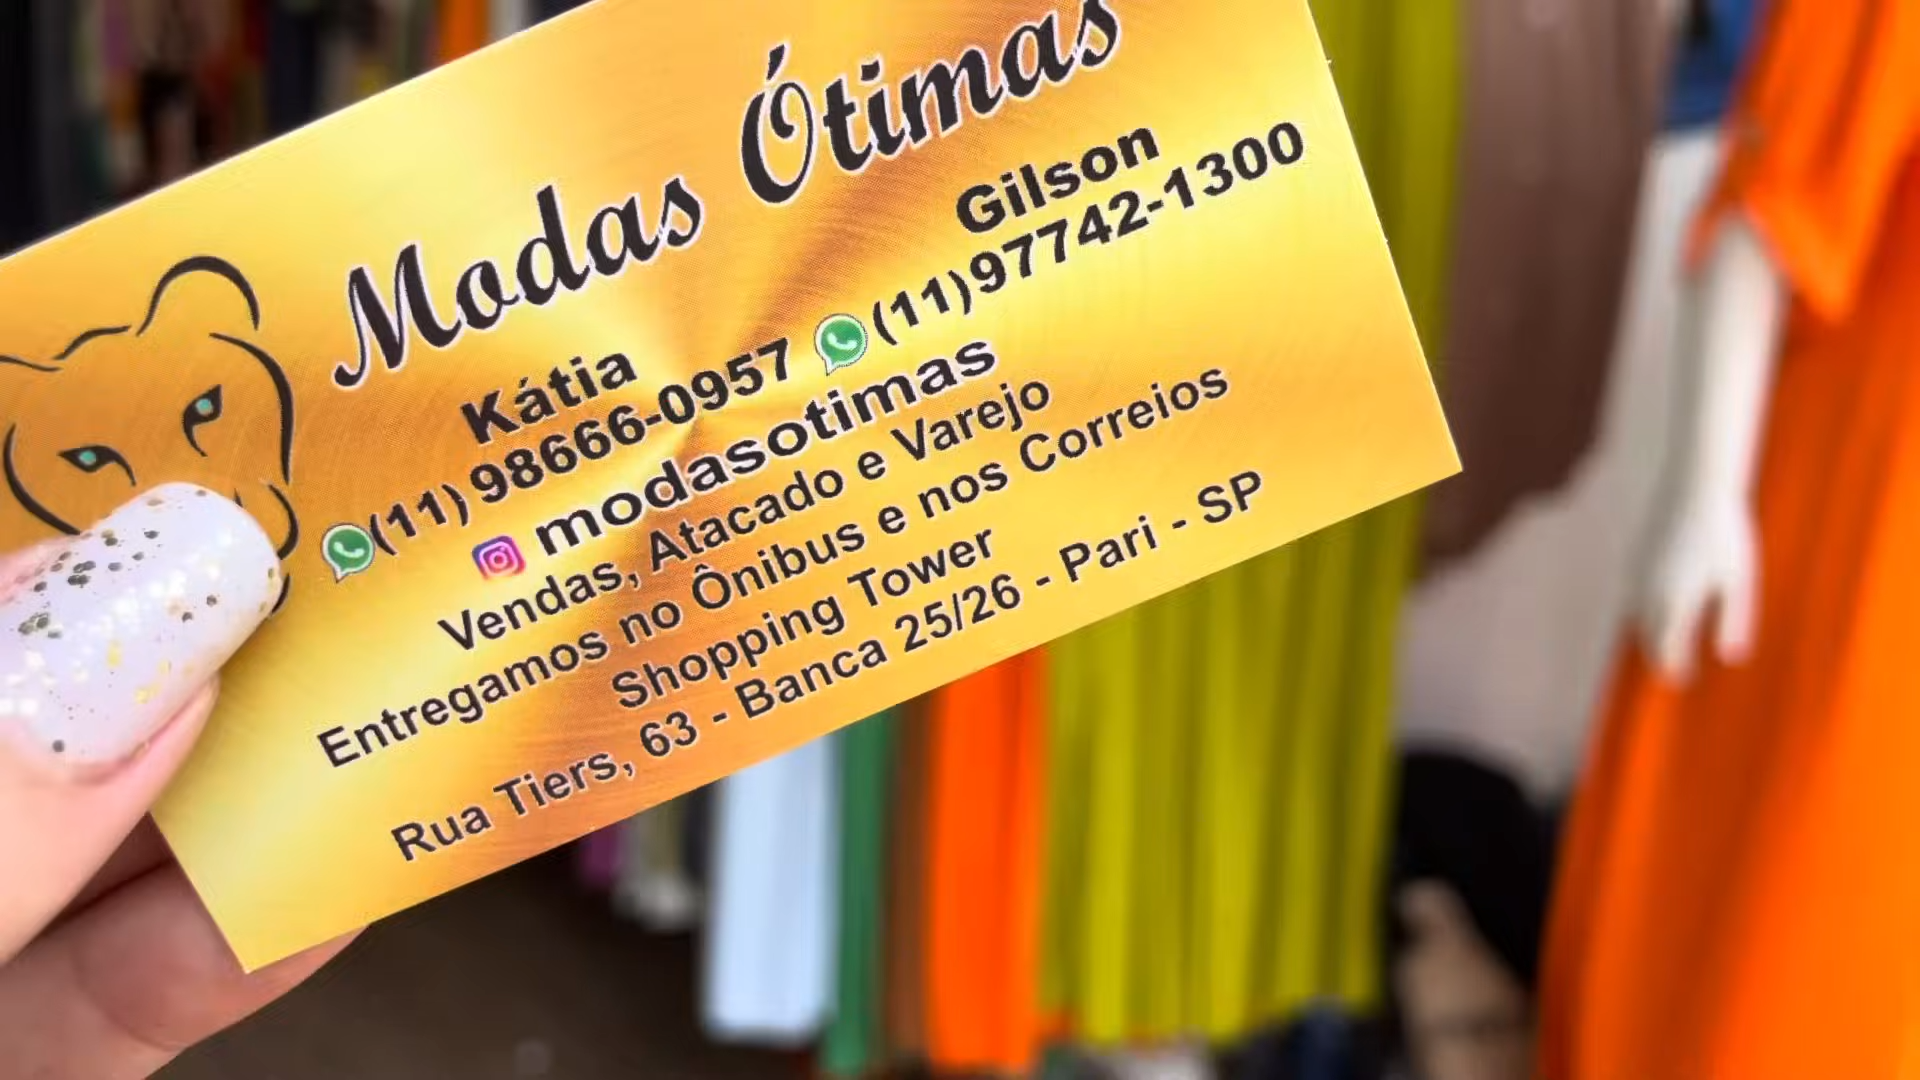 Modas Ótimas
Kátia
(11) 98666-0957
Gilson
(11) 97742-1300
modasotimas
Vendas, Atacado e Varejo
Entregamos no Ônibus e nos Correios
Shopping Tower
Rua Tiers, 63 - Banca 25/26 - Pari - SP